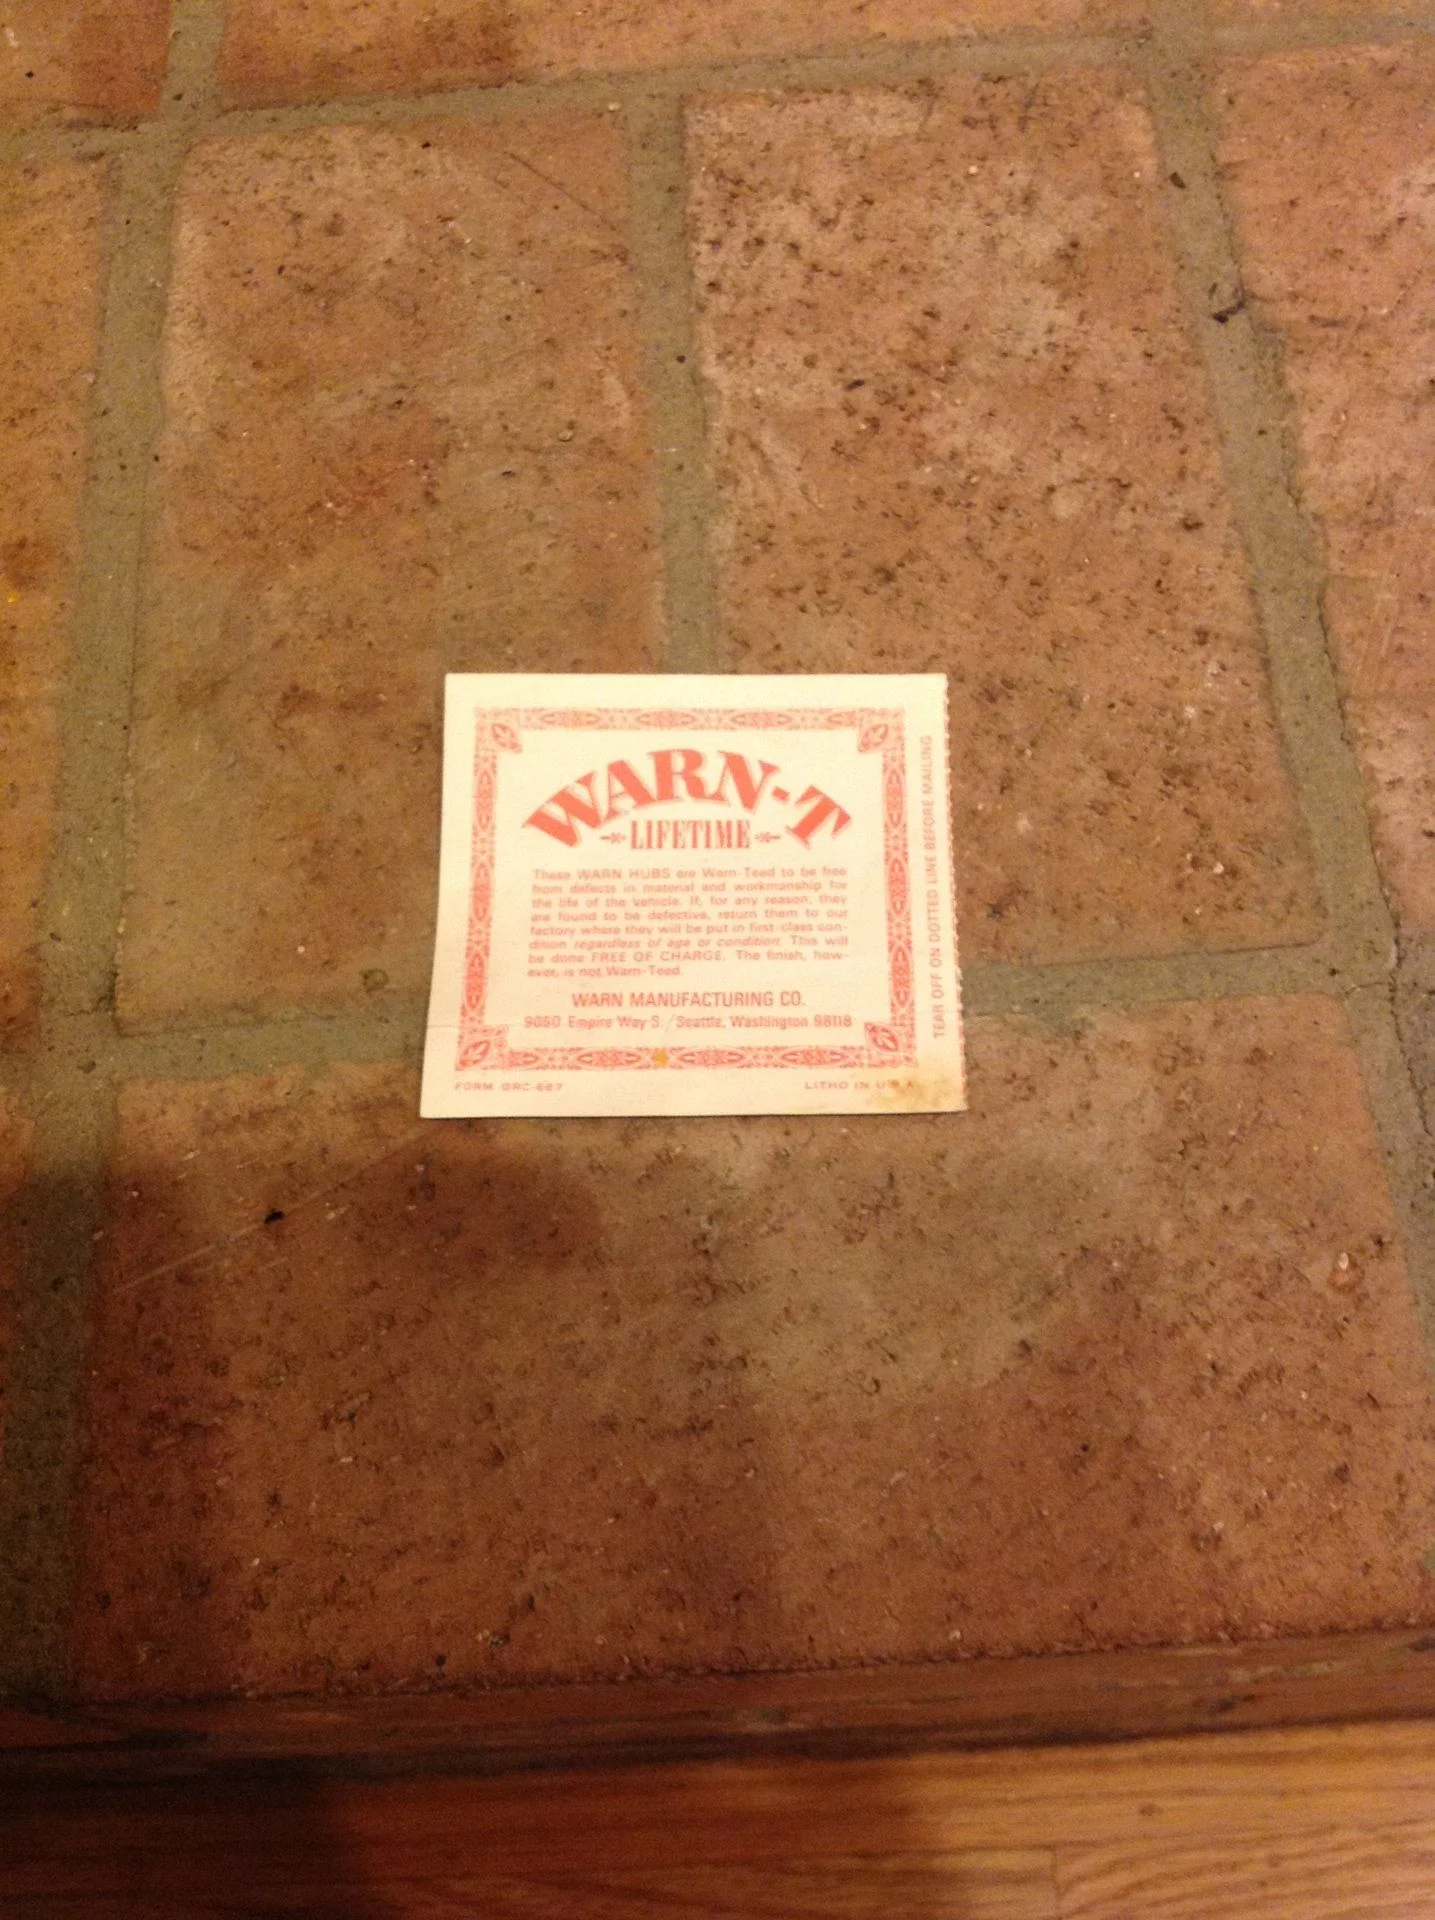 WARN-T
LIFETIME
These WARN HUBS are Warn-Teed to be free
from defects in material and workmanship for
the life of the vehicle. If, for any reason, they
are found to be defective, return them to our
factory where they will be put in first-class con-
dition regardless of age or condition. This will
be done FREE OF CHARGE. The finish, how-
ever, is not Warn-Teed.
WARN MANUFACTURING CO.
9050 Empire Way S. / Seattle, Washington 98118
FORM GRC-667
LITHO IN U.S.A.
TEAR OFF ON DOTTED LINE BEFORE MAILING